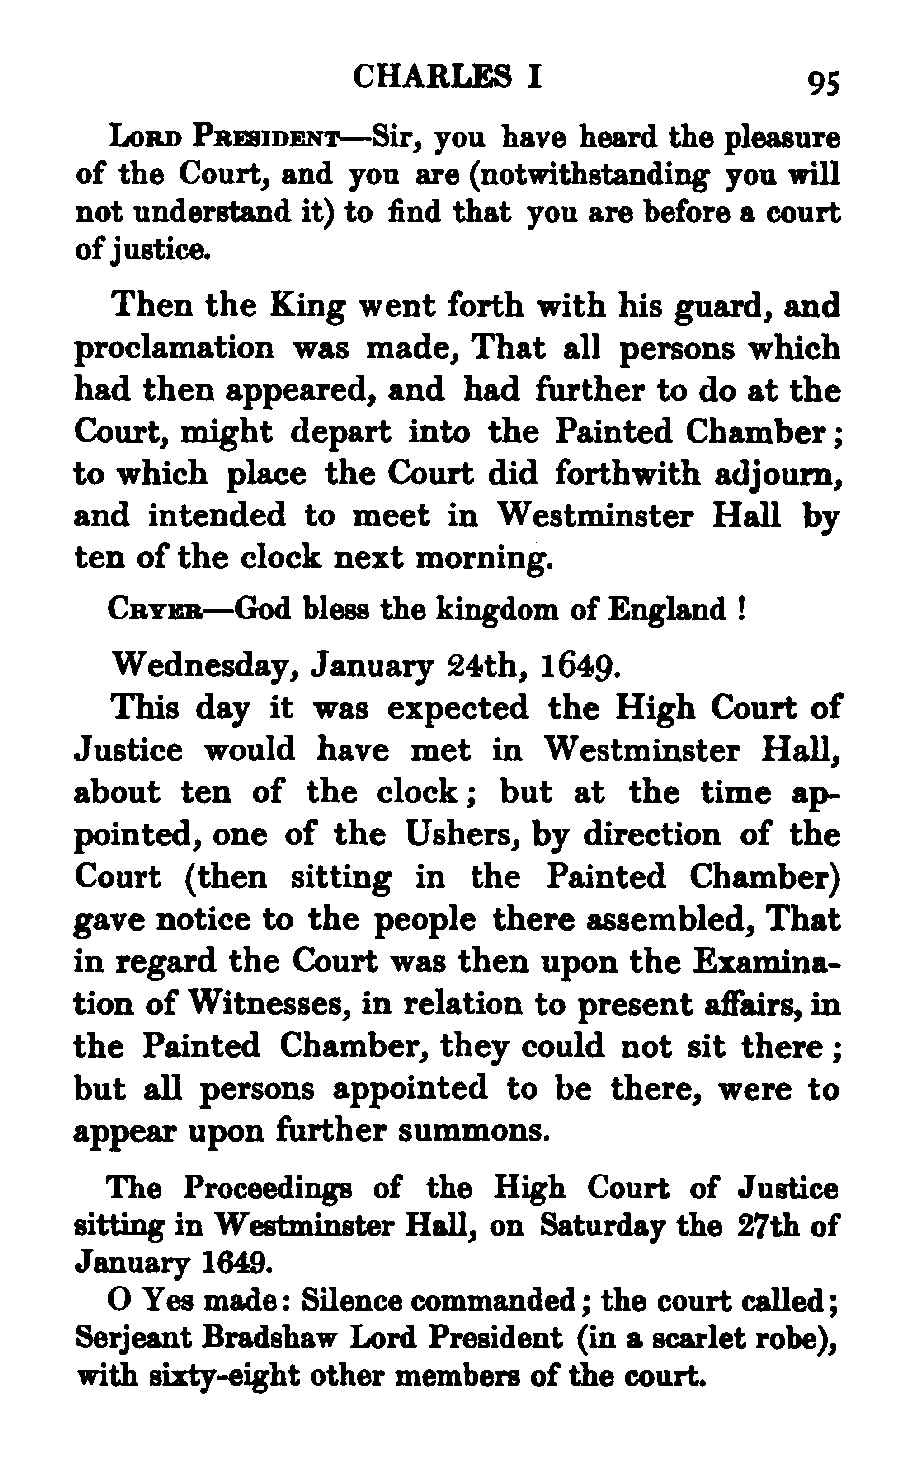 CHARLES I 95
LORD PRESIDENT—Sir, you have heard the pleasure
of the Court, and you are (notwithstanding you will
not understand it) to find that you are before a court
of justice.
Then the King went forth with his guard, and
proclamation was made, That all persons which
had then appeared, and had further to do at the
Court, might depart into the Painted Chamber;
to which place the Court did forthwith adjourn,
and intended to meet in Westminster Hall by
ten of the clock next morning.
CRYER—God bless the kingdom of England !
Wednesday, January 24th, 1649.
This day it was expected the High Court of
Justice would have met in Westminster Hall,
about ten of the clock; but at the time ap-
pointed, one of the Ushers, by direction of the
Court (then sitting in the Painted Chamber)
gave notice to the people there assembled, That
in regard the Court was then upon the Examina-
tion of Witnesses, in relation to present affairs, in
the Painted Chamber, they could not sit there;
but all persons appointed to be there, were to
appear upon further summons.
The Proceedings of the High Court of Justice
sitting in Westminster Hall, on Saturday the 27th of
January 1649.
O Yes made: Silence commanded; the court called;
Serjeant Bradshaw Lord President (in a scarlet robe),
with sixty-eight other members of the court.